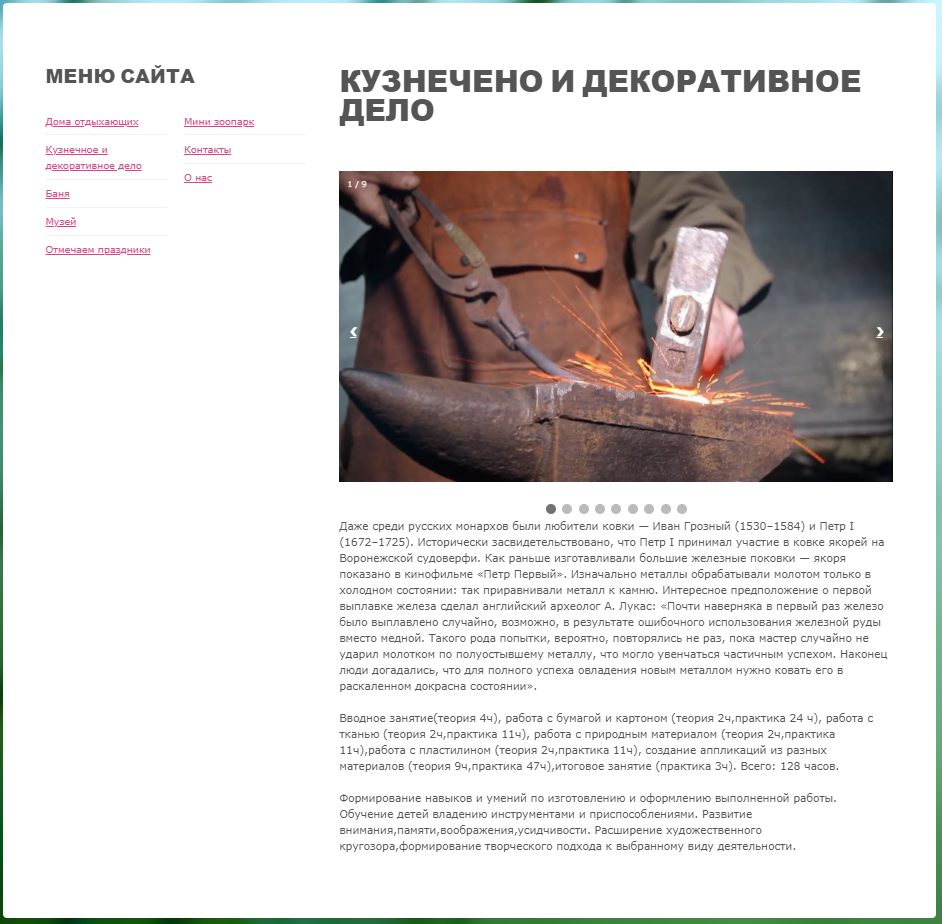 МЕНЮ САЙТА
Дома отдыхающих
Кузнечное и
декоративное дело
Баня
Музей
Отмечаем праздники
Мини зоопарк
Контакты
О нас
КУЗНЕЧЕНО И ДЕКОРАТИВНОЕ
ДЕЛО
1 / 9
‹
›
Даже среди русских монархов были любители ковки — Иван Грозный (1530–1584) и Петр I
(1672–1725). Исторически засвидетельствовано, что Петр I принимал участие в ковке якорей на
Воронежской судоверфи. Как раньше изготавливали большие железные поковки — якоря
показано в кинофильме «Петр Первый». Изначально металлы обрабатывали молотом только в
холодном состоянии: так приравнивали металл к камню. Интересное предположение о первой
выплавке железа сделал английский археолог А. Лукас: «Почти наверняка в первый раз железо
было выплавлено случайно, возможно, в результате ошибочного использования железной руды
вместо медной. Такого рода попытки, вероятно, повторялись не раз, пока мастер случайно не
ударил молотком по полуостывшему металлу, что могло увенчаться частичным успехом. Наконец
люди догадались, что для полного успеха овладения новым металлом нужно ковать его в
раскаленном докрасна состоянии».
Вводное занятие(теория 4ч), работа с бумагой и картоном (теория 2ч,практика 24 ч), работа с
тканью (теория 2ч,практика 11ч), работа с природным материалом (теория 2ч,практика
11ч),работа с пластилином (теория 2ч,практика 11ч), создание аппликаций из разных
материалов (теория 9ч,практика 47ч),итоговое занятие (практика 3ч). Всего: 128 часов.
Формирование навыков и умений по изготовлению и оформлению выполненной работы.
Обучение детей владению инструментами и приспособлениями. Развитие
внимания,памяти,воображения,усидчивости. Расширение художественного
кругозора,формирование творческого подхода к выбранному виду деятельности.